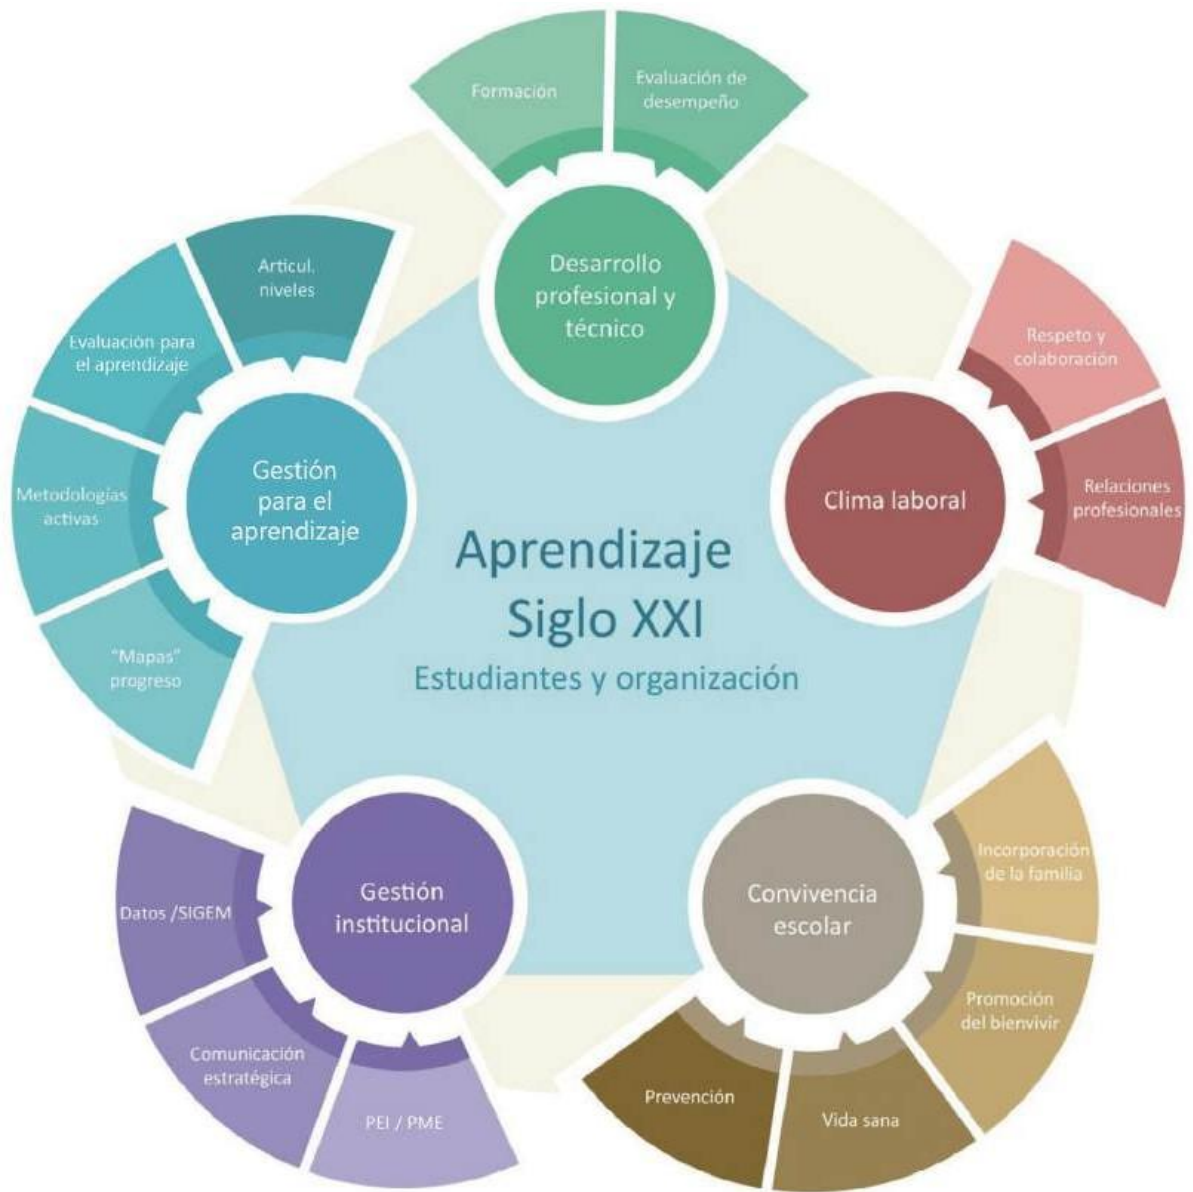 Formación
Evaluación de
desempeño
Desarrollo
profesional y
técnico
Articul.
niveles
Evaluación para
el aprendizaje
Metodologías
activas
"Mapas"
progreso
Gestión
para el
aprendizaje
Respeto y
colaboración
Relaciones
profesionales
Clima laboral
Aprendizaje
Siglo XXI
Estudiantes y organización
Gestión
institucional
Datos /SIGEM
Comunicación
estratégica
PEI / PME
Convivencia
escolar
Incorporación
de la familia
Promoción
del bienvivir
Vida sana
Prevención